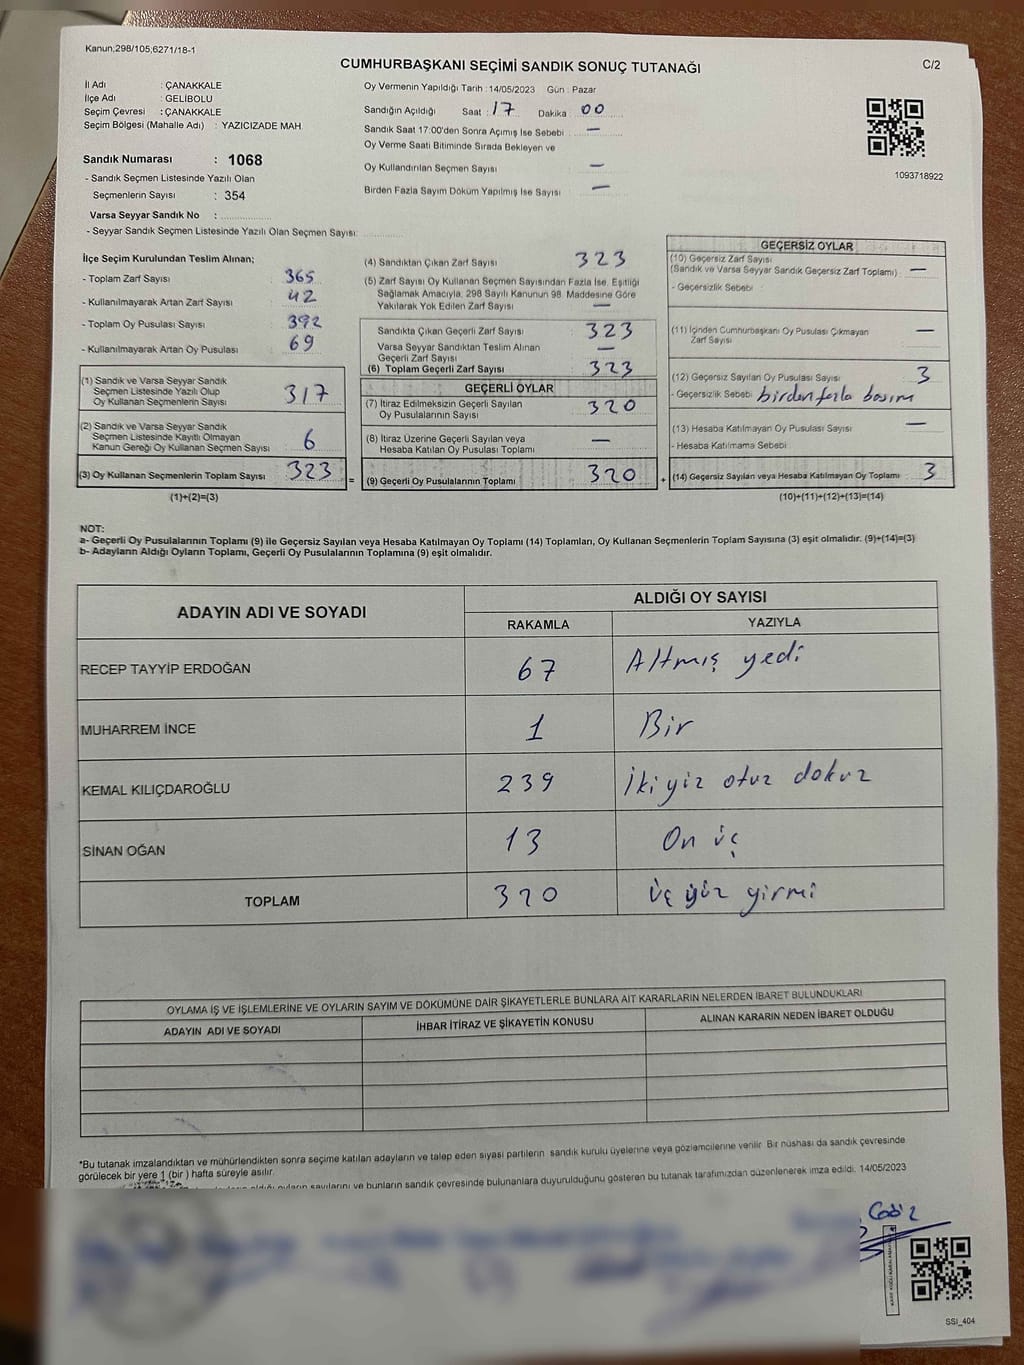 Kanun,298/105,6271/18-1
CUMHURBAŞKANI SEÇİMİ SANDIK SONUÇ TUTANAĞI
C/2
İl Adı : ÇANAKKALE
İlçe Adı : GELİBOLU
Seçim Çevresi : ÇANAKKALE
Seçim Bölgesi (Mahalle Adı) : YAZICIZADE MAH.
Sandık Numarası : 1068
- Sandık Seçmen Listesinde Yazılı Olan
Seçmenlerin Sayısı : 354
Varsa Seyyar Sandık No :
- Seyyar Sandık Seçmen Listesinde Yazılı Olan Seçmen Sayısı:
Oy Vermenin Yapıldığı Tarih : 14/05/2023 Gün : Pazar
Sandığın Açıldığı Saat : 17 Dakika : 00
Sandık Saat 17:00'den Sonra Açılmış İse Sebebi : —
Oy Verme Saati Bitiminde Sırada Bekleyen ve
Oy Kullandırılan Seçmen Sayısı —
Birden Fazla Sayım Döküm Yapılmış İse Sayısı —
1093718922
İlçe Seçim Kurulundan Teslim Alınan;
- Toplam Zarf Sayısı 365
- Kullanılmayarak Artan Zarf Sayısı 42
- Toplam Oy Pusulası Sayısı 392
- Kullanılmayarak Artan Oy Pusulası 69
(1) Sandık ve Varsa Seyyar Sandık
Seçmen Listesinde Yazılı Olup
Oy Kullanan Seçmenlerin Sayısı 317
(2) Sandık ve Varsa Seyyar Sandık
Seçmen Listesinde Kayıtlı Olmayan
Kanun Gereği Oy Kullanan Seçmen Sayısı 6
(3) Oy Kullanan Seçmenlerin Toplam Sayısı 323
=
(1)+(2)=(3)
(4) Sandıktan Çıkan Zarf Sayısı 323
(5) Zarf Sayısı Oy Kullanan Seçmen Sayısından Fazla İse, Eşitliği
Sağlamak Amacıyla, 298 Sayılı Kanunun 98. Maddesine Göre
Yakılarak Yok Edilen Zarf Sayısı —
Sandıkta Çıkan Geçerli Zarf Sayısı 323
Varsa Seyyar Sandıktan Teslim Alınan
Geçerli Zarf Sayısı —
(6) Toplam Geçerli Zarf Sayısı 323
GEÇERLİ OYLAR
(7) İtiraz Edilmeksizin Geçerli Sayılan
Oy Pusulalarının Sayısı 320
(8) İtiraz Üzerine Geçerli Sayılan veya
Hesaba Katılan Oy Pusulası Toplamı —
(9) Geçerli Oy Pusulalarının Toplamı 320
+
GEÇERSİZ OYLAR
(10) Geçersiz Zarf Sayısı
(Sandık ve Varsa Seyyar Sandık Geçersiz Zarf Toplamı) —
- Geçersizlik Sebebi :
(11) İçinden Cumhurbaşkanı Oy Pusulası Çıkmayan
Zarf Sayısı —
(12) Geçersiz Sayılan Oy Pusulası Sayısı 3
- Geçersizlik Sebebi birden fazla basım
(13) Hesaba Katılmayan Oy Pusulası Sayısı —
- Hesaba Katılmama Sebebi
(14) Geçersiz Sayılan veya Hesaba Katılmayan Oy Toplamı 3
(10)+(11)+(12)+(13)=(14)
NOT:
a- Geçerli Oy Pusulalarının Toplamı (9) ile Geçersiz Sayılan veya Hesaba Katılmayan Oy Toplamı (14) Toplamları, Oy Kullanan Seçmenlerin Toplam Sayısına (3) eşit olmalıdır. (9)+(14)=(3)
b- Adayların Aldığı Oyların Toplamı, Geçerli Oy Pusulalarının Toplamına (9) eşit olmalıdır.
ADAYIN ADI VE SOYADI
ALDIĞI OY SAYISI
RAKAMLA YAZIYLA
RECEP TAYYİP ERDOĞAN 67 Altmış yedi
MUHARREM İNCE 1 Bir
KEMAL KILIÇDAROĞLU 239 İkiyüz otuz dokuz
SİNAN OĞAN 13 On üç
TOPLAM 320 üçyüz yirmi
OYLAMA İŞ VE İŞLEMLERİNE VE OYLARIN SAYIM VE DÖKÜMÜNE DAİR ŞİKAYETLERLE BUNLARA AİT KARARLARIN NELERDEN İBARET BULUNDUKLARI
ADAYIN ADI VE SOYADI İHBAR İTİRAZ VE ŞİKAYETİN KONUSU ALINAN KARARIN NEDEN İBARET OLDUĞU
*Bu tutanak imzalandıktan ve mühürlendikten sonra seçime katılan adayların ve talep eden siyasi partilerin sandık kurulu üyelerine veya gözlemcilerine verilir. Bir nüshası da sandık çevresinde
görülecek bir yere 1 (bir ) hafta süreyle asılır.
aldığı oyların sayılarını ve bunların sandık çevresinde bulunanlara duyurulduğunu gösteren bu tutanak tarafımızdan düzenlenerek imza edildi. 14/05/2023
SSI_404